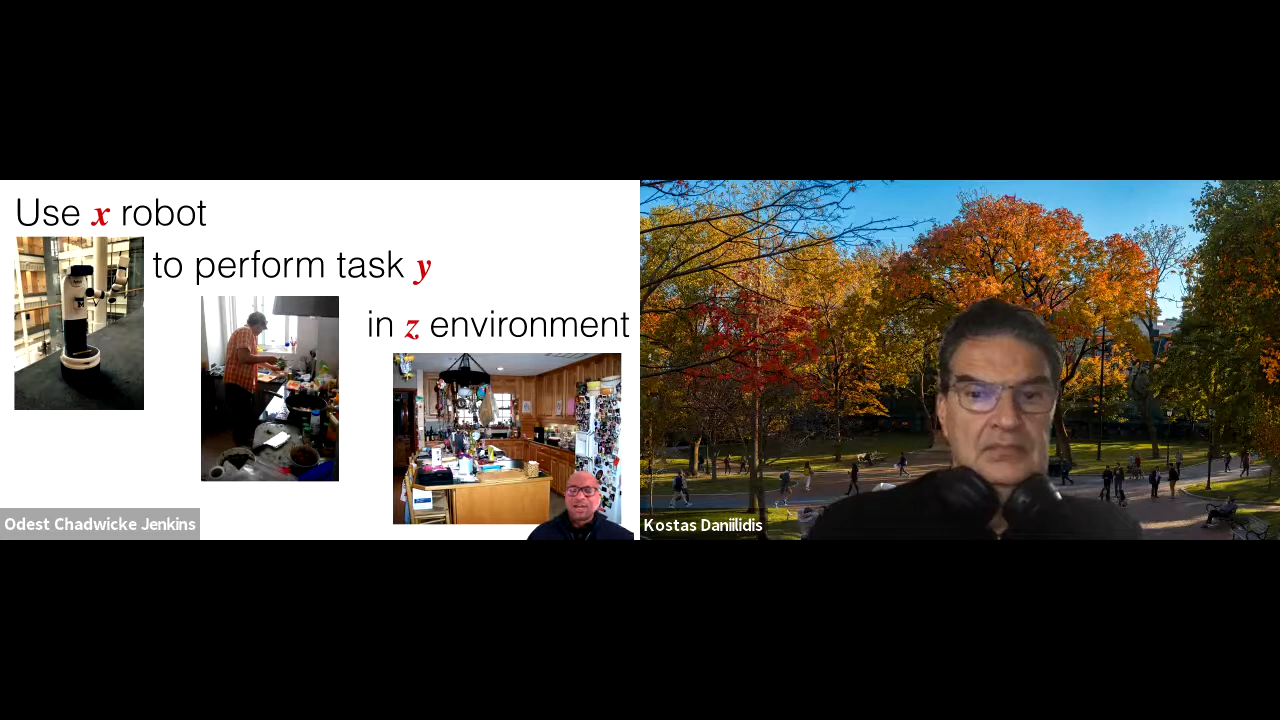 Use x robot
to perform task y
in z environment
Odest Chadwicke Jenkins
Kostas Daniilidis